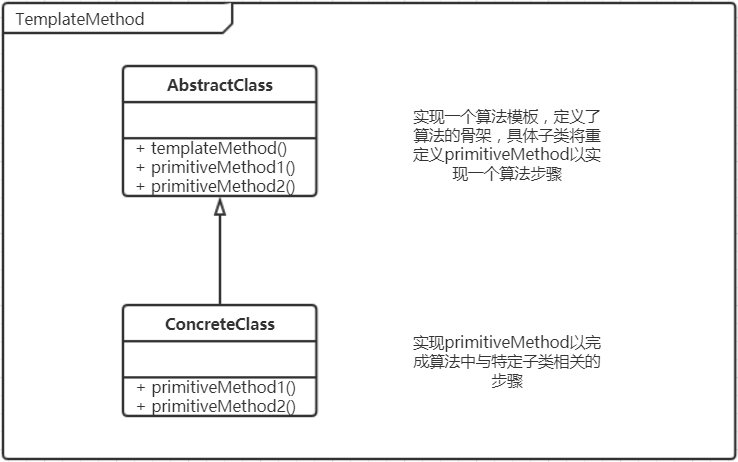 TemplateMethod
AbstractClass
+ templateMethod()
+ primitiveMethod1()
+ primitiveMethod2()
实现一个算法模板，定义了
算法的骨架，具体子类将重
定义primitiveMethod以实
现一个算法步骤
ConcreteClass
+ primitiveMethod1()
+ primitiveMethod2()
实现primitiveMethod以完
成算法中与特定子类相关的
步骤